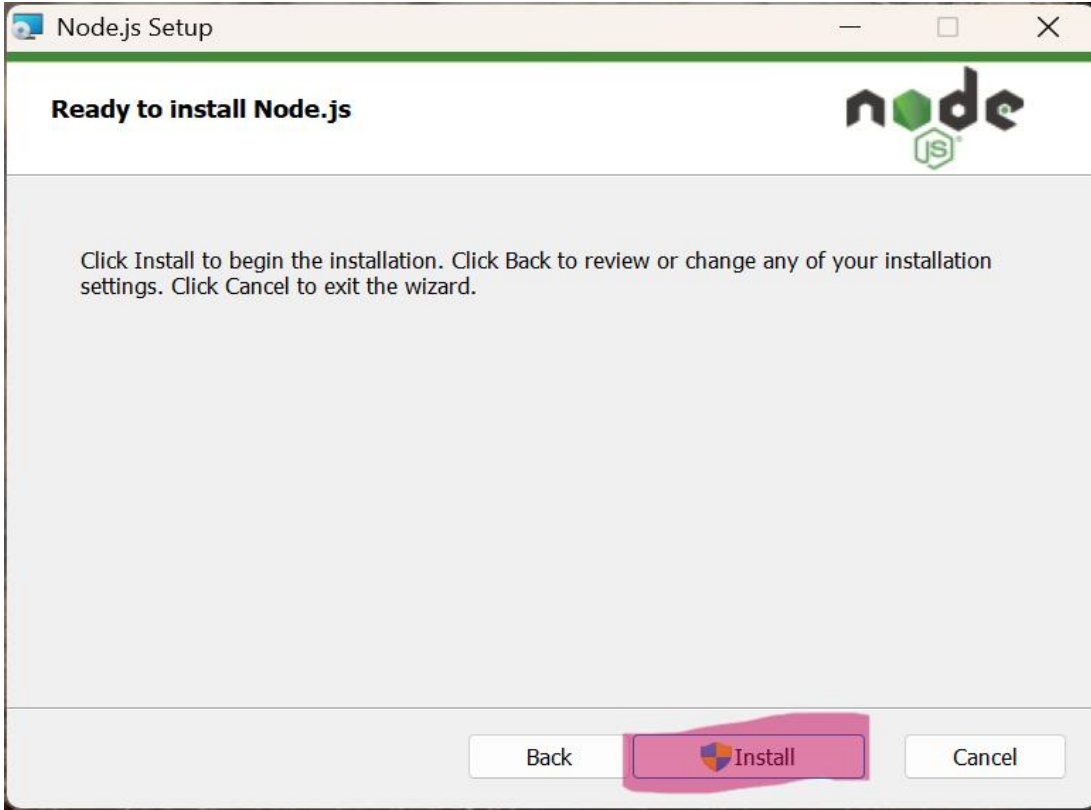 Node.js Setup
Ready to install Node.js
node
JS
Click Install to begin the installation. Click Back to review or change any of your installation
settings. Click Cancel to exit the wizard.
Back Install Cancel